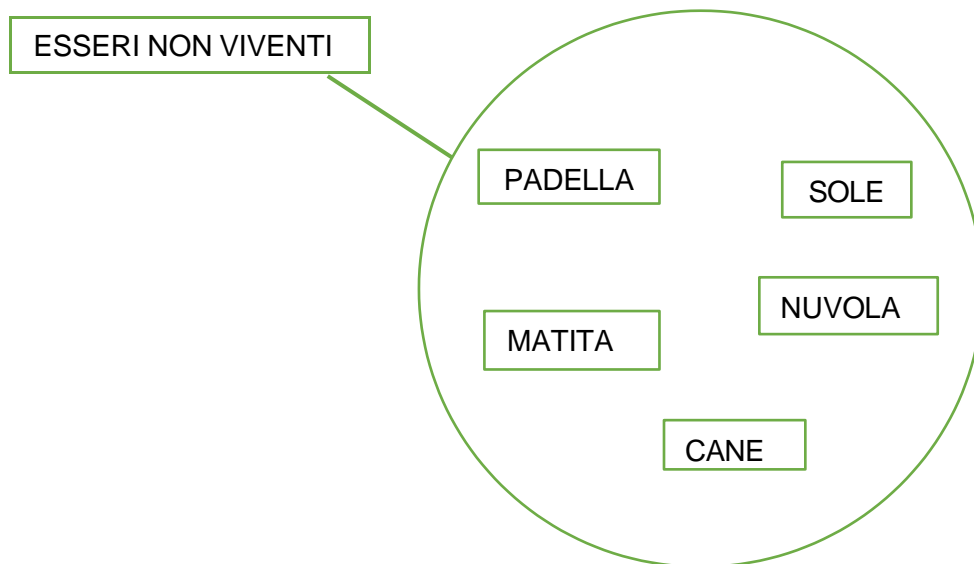 ESSERI NON VIVENTI
PADELLA
SOLE
NUVOLA
MATITA
CANE